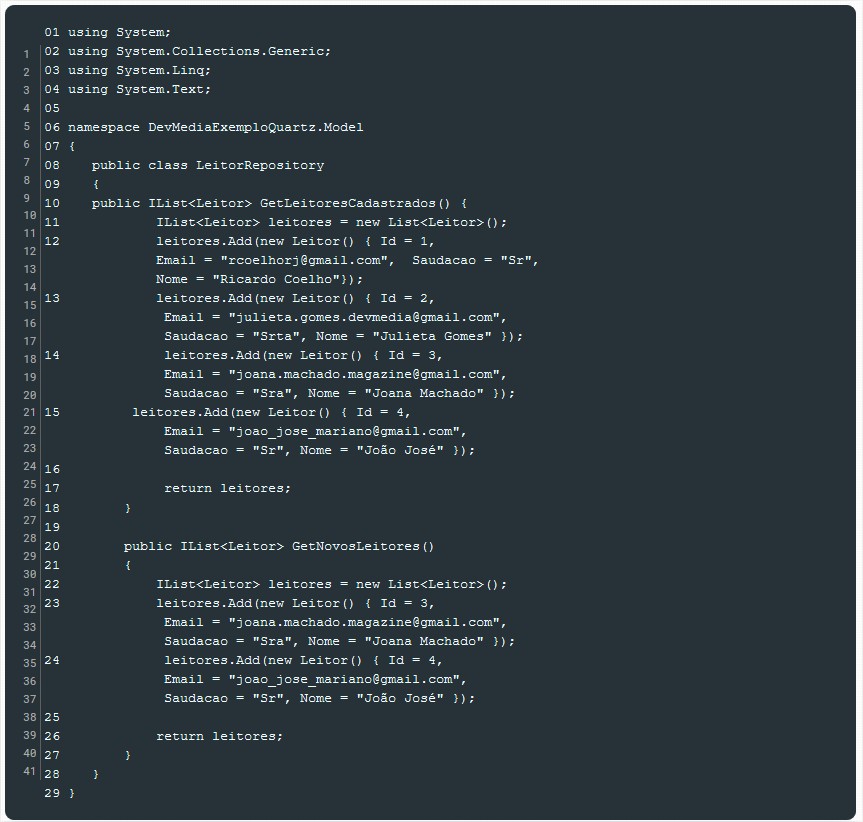 01 using System;
1 02 using System.Collections.Generic;
2 03 using System.Linq;
3 04 using System.Text;
4 05
5 06 namespace DevMediaExemploQuartz.Model
6 07 {
7 08    public class LeitorRepository
8 09    {
9 10    public IList<Leitor> GetLeitoresCadastrados() {
10 11            IList<Leitor> leitores = new List<Leitor>();
11 12            leitores.Add(new Leitor() { Id = 1,
12            Email = "rcoelhorj@gmail.com",  Saudacao = "Sr",
13            Nome = "Ricardo Coelho"});
14 13            leitores.Add(new Leitor() { Id = 2,
15             Email = "julieta.gomes.devmedia@gmail.com",
16             Saudacao = "Srta", Nome = "Julieta Gomes" });
17 14             leitores.Add(new Leitor() { Id = 3,
18             Email = "joana.machado.magazine@gmail.com",
19             Saudacao = "Sra", Nome = "Joana Machado" });
20 15         leitores.Add(new Leitor() { Id = 4,
21             Email = "joao_jose_mariano@gmail.com",
22             Saudacao = "Sr", Nome = "João José" });
23 16
24 17             return leitores;
25 18        }
26 19
27 20        public IList<Leitor> GetNovosLeitores()
28 21        {
29 22            IList<Leitor> leitores = new List<Leitor>();
30 23            leitores.Add(new Leitor() { Id = 3,
31             Email = "joana.machado.magazine@gmail.com",
32             Saudacao = "Sra", Nome = "Joana Machado" });
33 24             leitores.Add(new Leitor() { Id = 4,
34             Email = "joao_jose_mariano@gmail.com",
35             Saudacao = "Sr", Nome = "João José" });
36 25
37 26            return leitores;
38 27        }
39 28    }
40 29 }
41